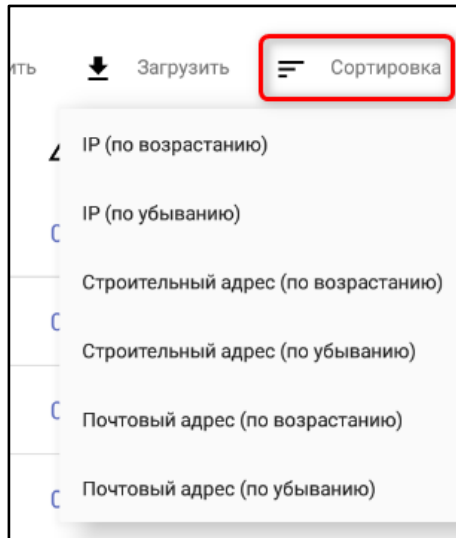 ить Загрузить Сортировка
IP (по возрастанию)
IP (по убыванию)
Строительный адрес (по возрастанию)
Строительный адрес (по убыванию)
Почтовый адрес (по возрастанию)
Почтовый адрес (по убыванию)